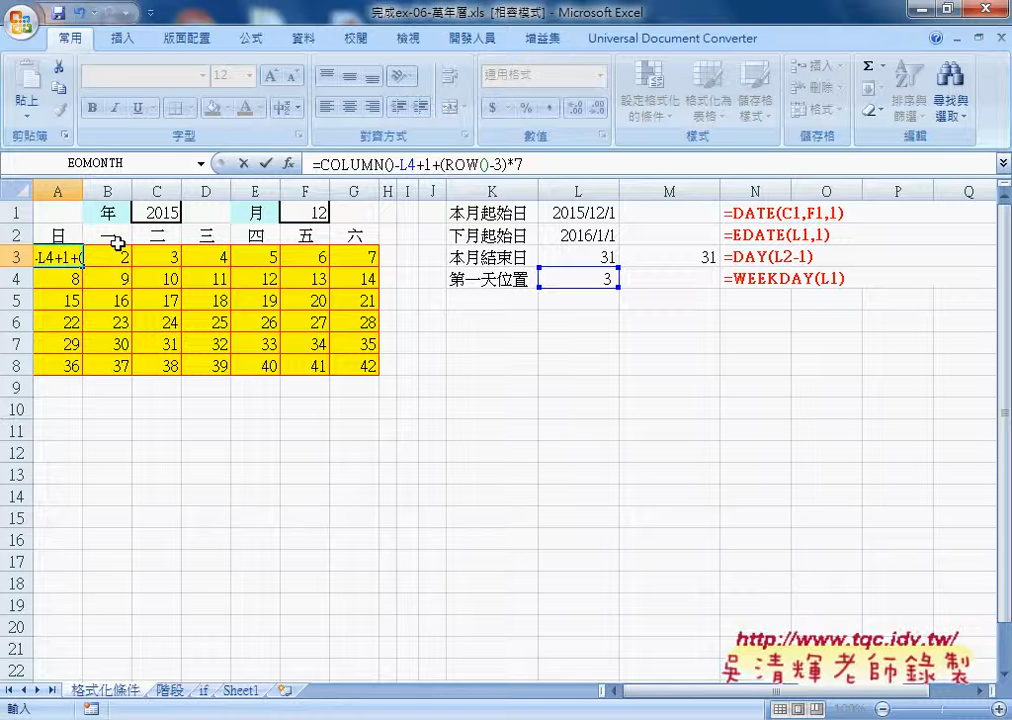 完成ex-06-萬年曆.xls [相容模式] - Microsoft Excel
常用 插入 版面配置 公式 資料 校閱 檢視 開發人員 增益集 Universal Document Converter
貼上 12 A A 通用格式 設定格式化的條件 格式化為表格 儲存格樣式 插入 刪除 格式 Σ 排序與篩選 尋找與選取
B I U A $ % ,
剪貼簿 字型 對齊方式 數值 樣式 儲存格 編輯
EOMONTH fx =COLUMN()-L4+1+(ROW()-3)*7
A B C D E F G H I J K L M N O P Q
1 年 2015 月 12 本月起始日 2015/12/1 =DATE(C1,F1,1)
2 日 一 二 三 四 五 六 下月起始日 2016/1/1 =EDATE(L1,1)
3 -L4+1+( 2 3 4 5 6 7 本月結束日 31 31 =DAY(L2-1)
4 8 9 10 11 12 13 14 第一天位置 3 =WEEKDAY(L1)
5 15 16 17 18 19 20 21
6 22 23 24 25 26 27 28
7 29 30 31 32 33 34 35
8 36 37 38 39 40 41 42
9
10
11
12
13
14
15
16
17
18
19
20
21
22
http://www.tqc.idv.tw/
吳清輝老師錄製
格式化條件 階段 if Sheet1
輸入 100%